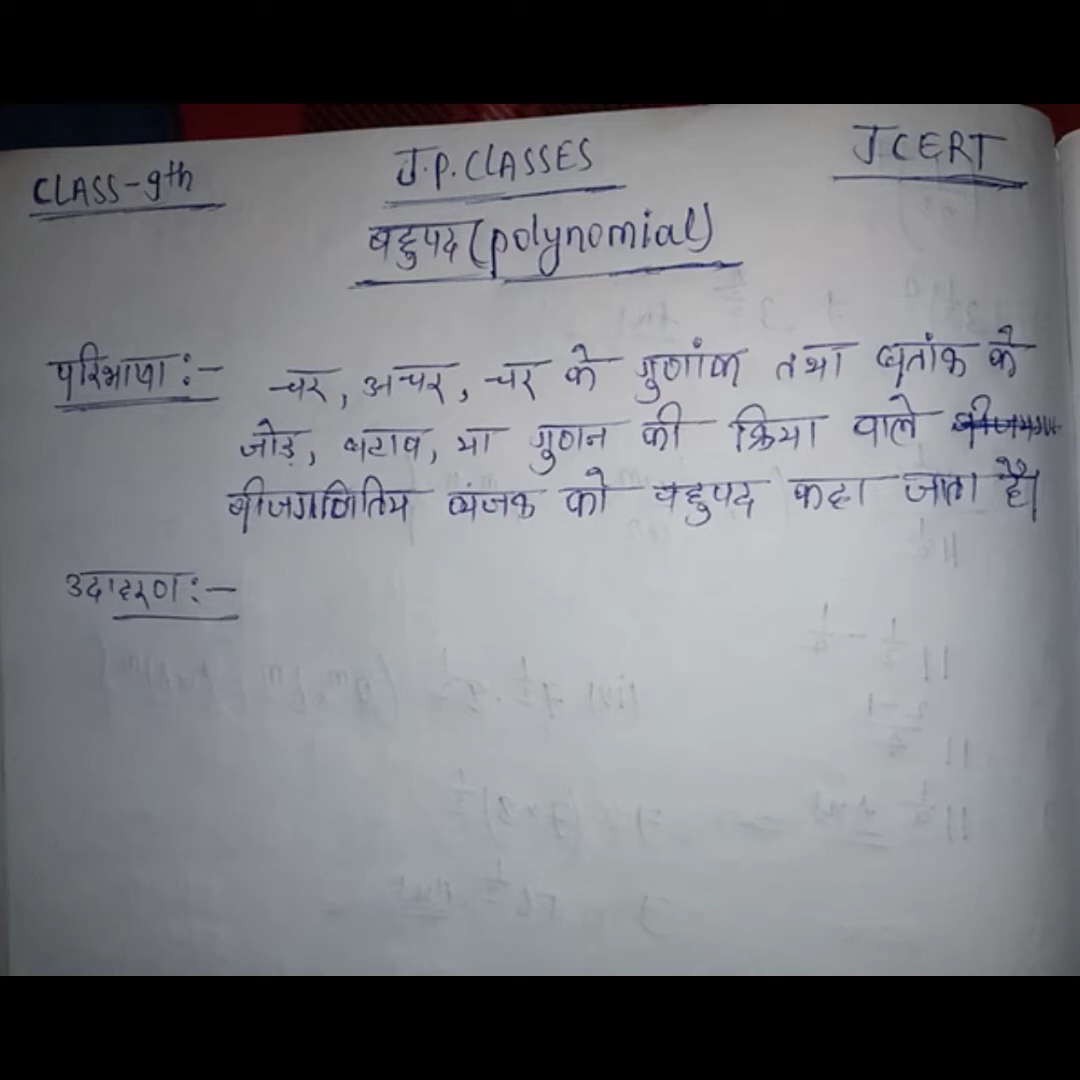 CLASS-9th J.P.CLASSES JCERT
बहुपद (polynomial)
परिभाषा :- चर, अचर, चर के गुणांक तथा घतांक के
जोड़, घटाव, या गुणन की क्रिया वाले
बीजगणितिय व्यंजक को बहुपद कहा जाता है।
उदाहरण :-